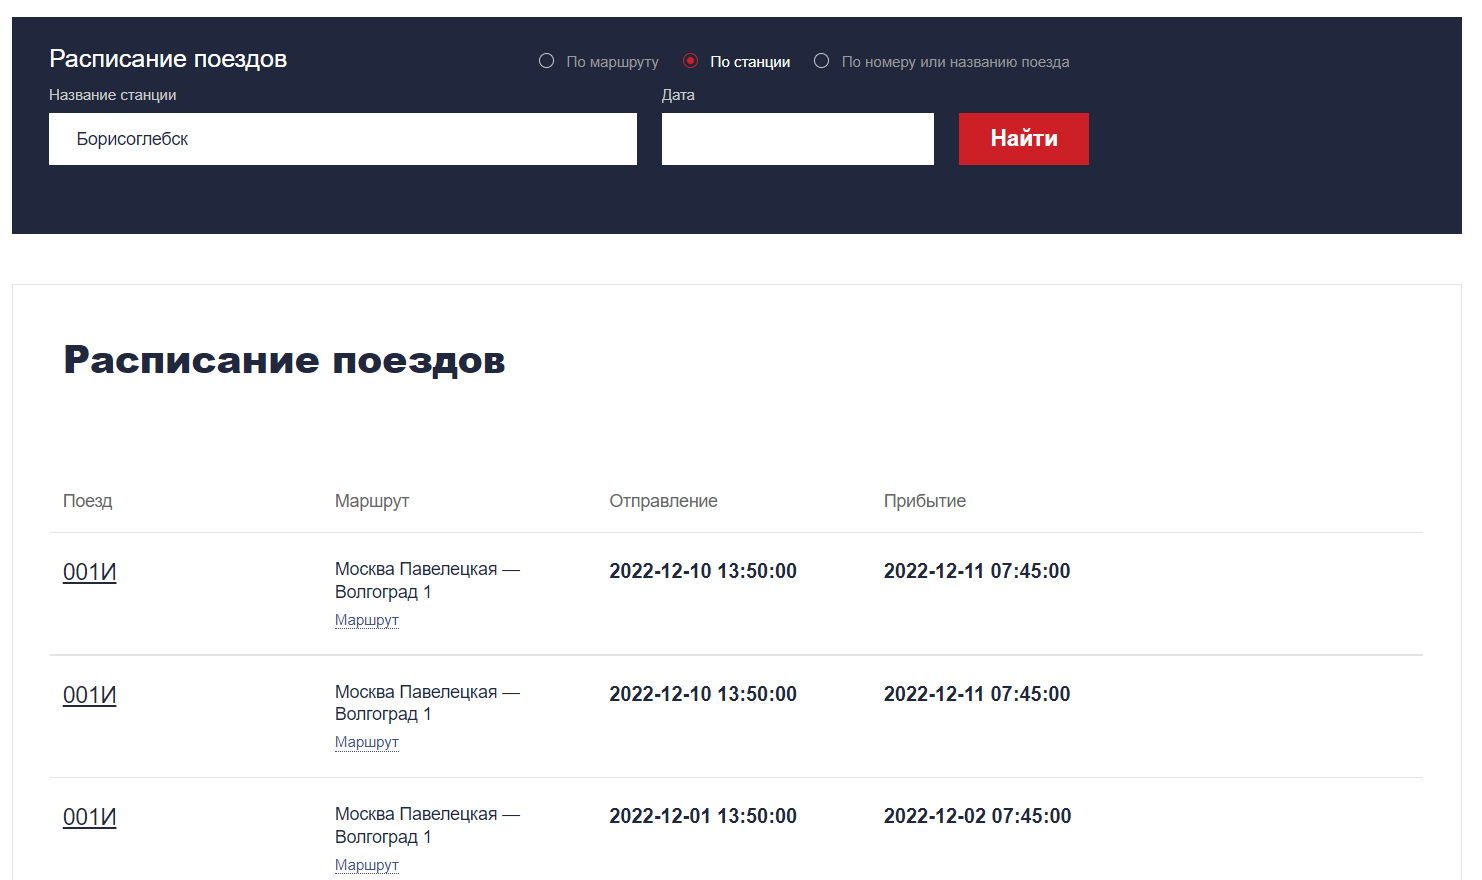 Расписание поездов
По маршруту
По станции
По номеру или названию поезда
Название станции
Дата
Борисоглебск
Найти
Расписание поездов
Поезд
Маршрут
Отправление
Прибытие
001И
Москва Павелецкая —
Волгоград 1
Маршрут
2022-12-10 13:50:00
2022-12-11 07:45:00
001И
Москва Павелецкая —
Волгоград 1
Маршрут
2022-12-10 13:50:00
2022-12-11 07:45:00
001И
Москва Павелецкая —
Волгоград 1
Маршрут
2022-12-01 13:50:00
2022-12-02 07:45:00